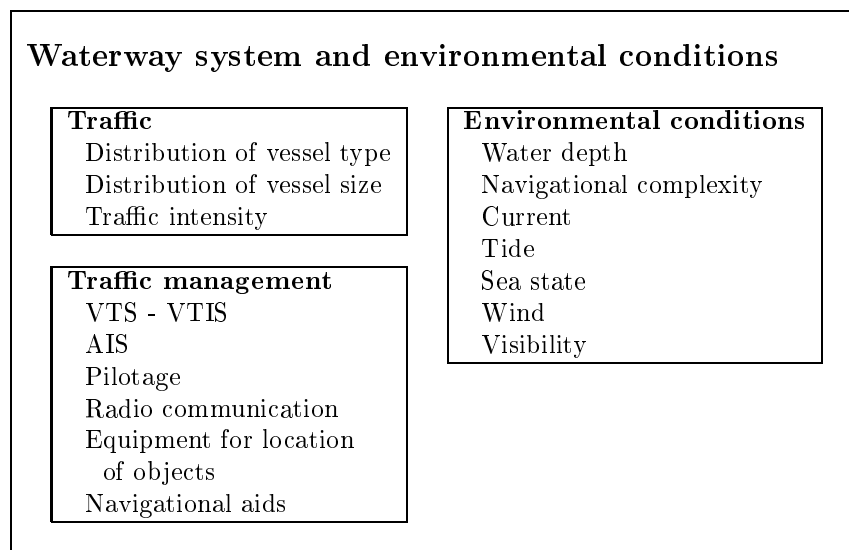 Waterway system and environmental conditions
Traffic
Distribution of vessel type
Distribution of vessel size
Traffic intensity
Traffic management
VTS - VTIS
AIS
Pilotage
Radio communication
Equipment for location
of objects
Navigational aids
Environmental conditions
Water depth
Navigational complexity
Current
Tide
Sea state
Wind
Visibility